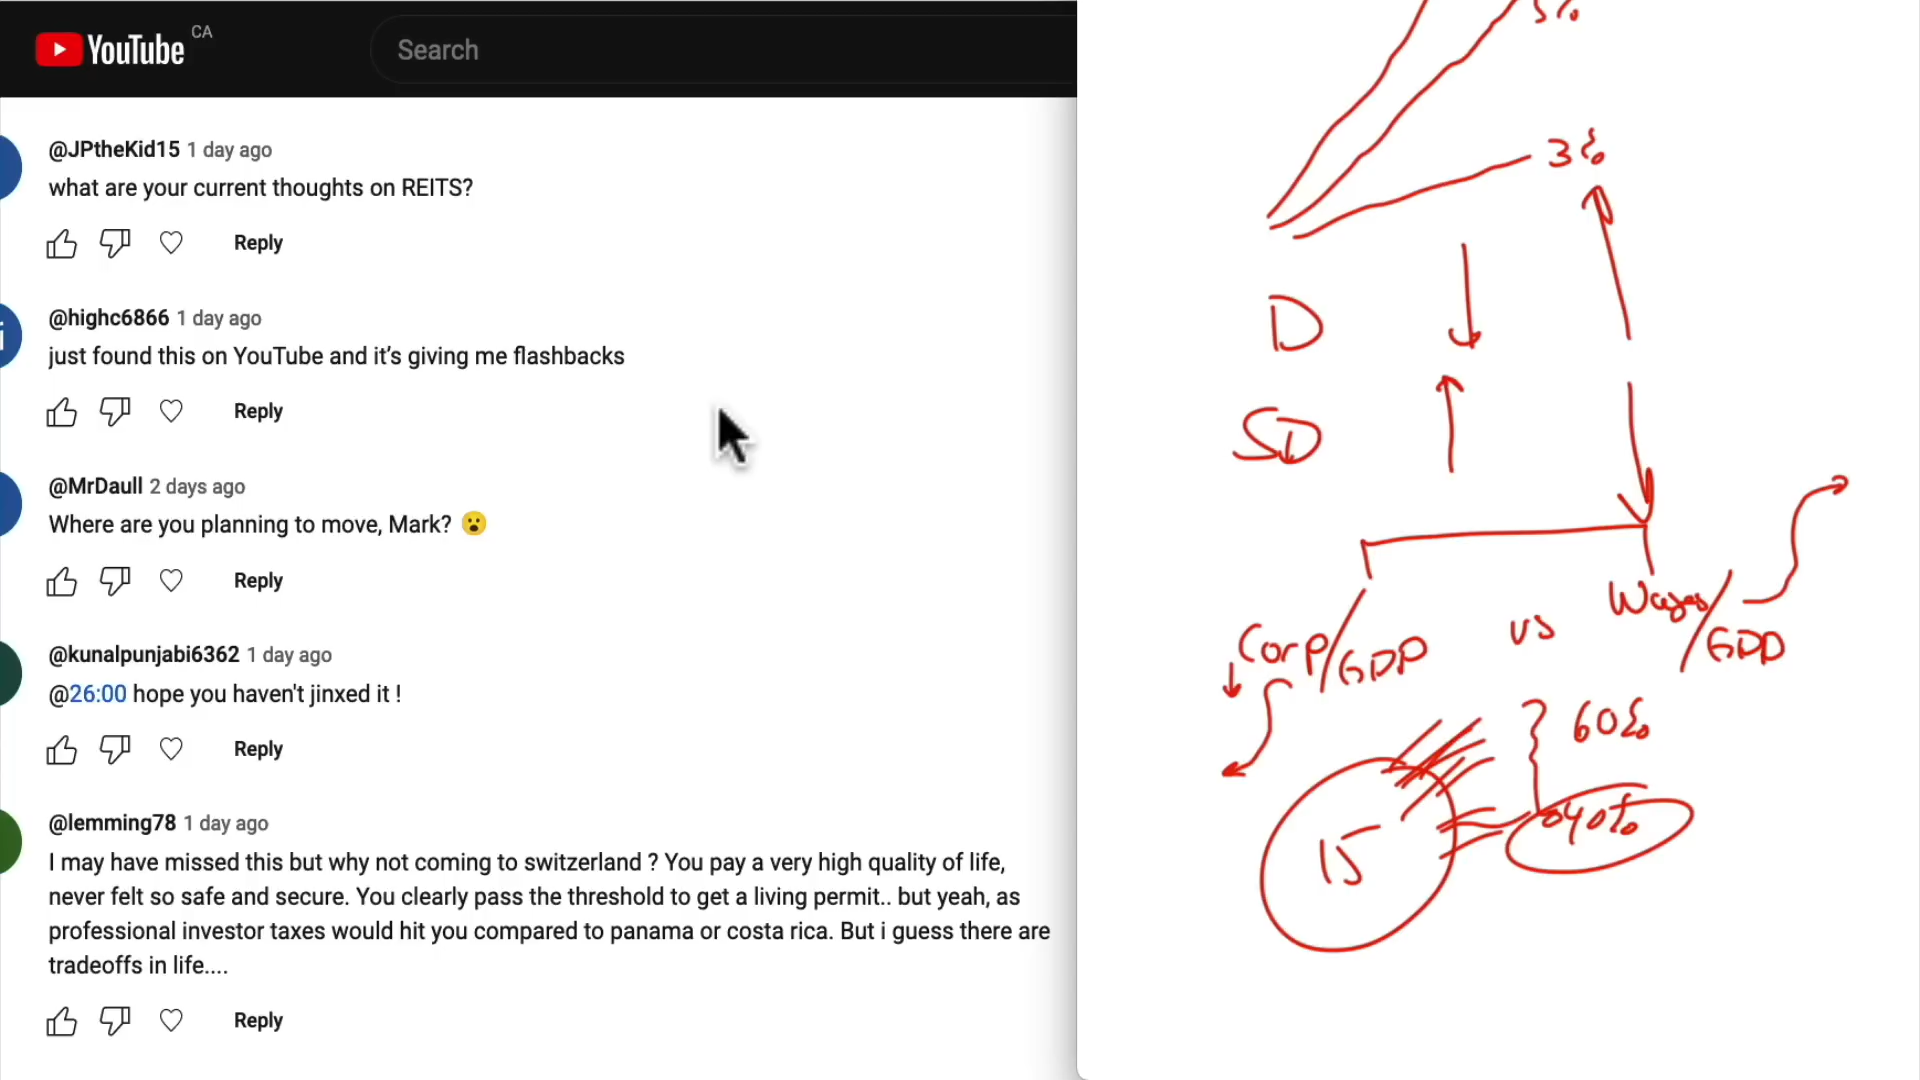 YouTube CA
Search
@JPtheKid15 1 day ago
what are your current thoughts on REITS?
Reply
@highc6866 1 day ago
just found this on YouTube and it’s giving me flashbacks
Reply
@MrDaull 2 days ago
Where are you planning to move, Mark? 😮
Reply
@kunalpunjabi6362 1 day ago
@26:00 hope you haven't jinxed it !
Reply
@lemming78 1 day ago
I may have missed this but why not coming to switzerland ? You pay a very high quality of life,
never felt so safe and secure. You clearly pass the threshold to get a living permit.. but yeah, as
professional investor taxes would hit you compared to panama or costa rica. But i guess there are
tradeoffs in life....
Reply
3%
D
SD
Corp/GDP vs Wages/GDP
60%
15